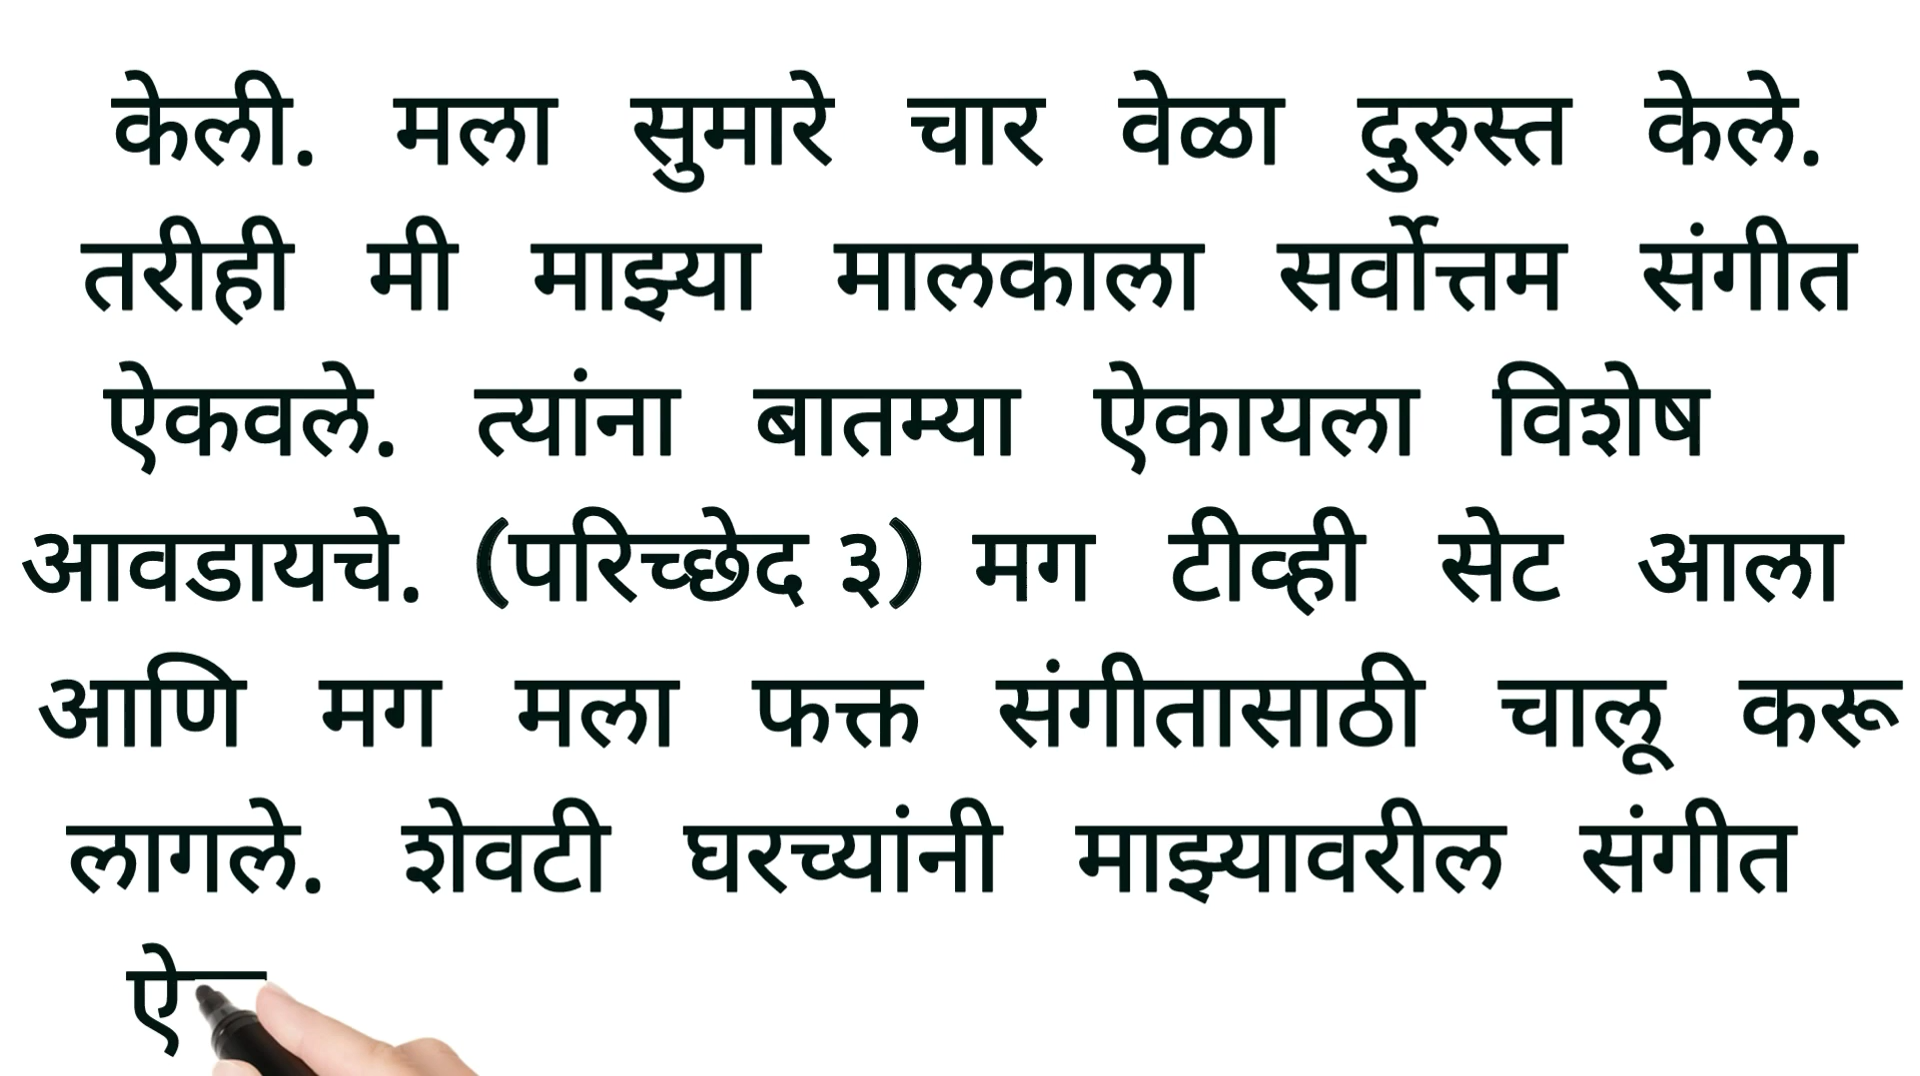 केली. मला सुमारे चार वेळा दुरुस्त केले.
तरीही मी माझ्या मालकाला सर्वोत्तम संगीत
ऐकवले. त्यांना बातम्या ऐकायला विशेष
आवडायचे. (परिच्छेद ३) मग टीव्ही सेट आला
आणि मग मला फक्त संगीतासाठी चालू करू
लागले. शेवटी घरच्यांनी माझ्यावरील संगीत